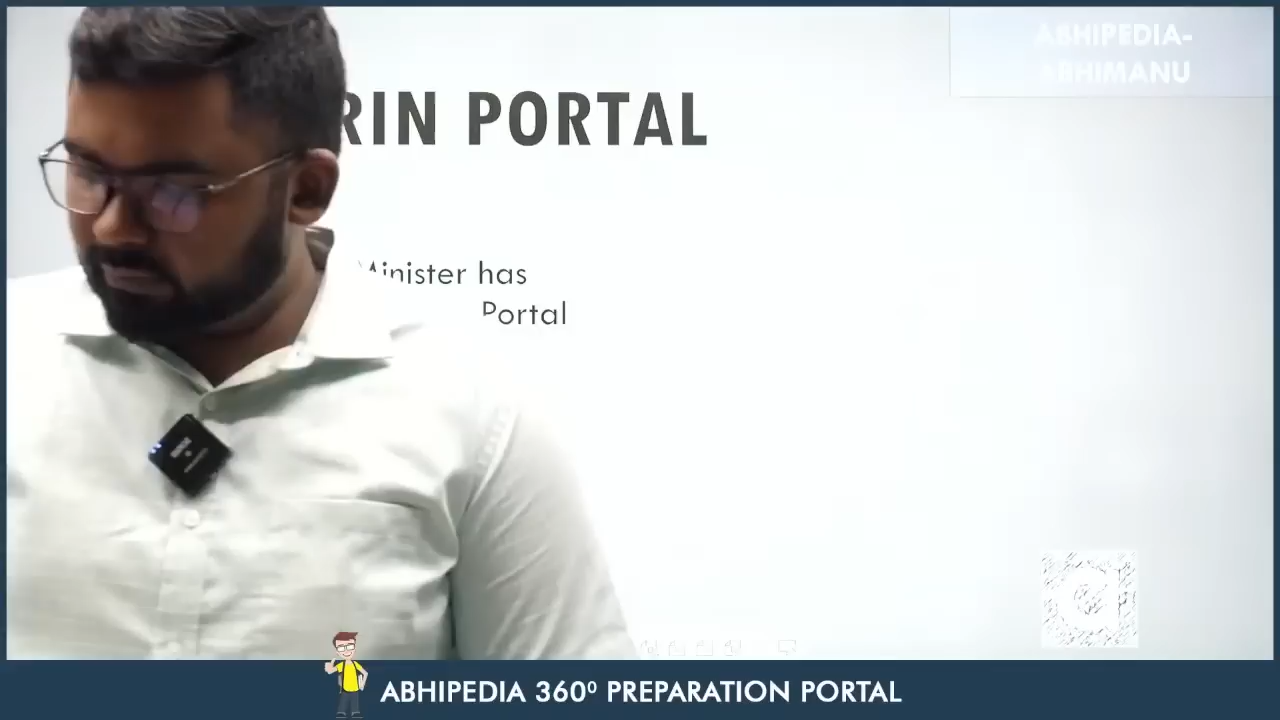 ABHIPEDIA-
ABHIMANU
RIN PORTAL
Minister has
Portal
ABHIPEDIA 360⁰ PREPARATION PORTAL